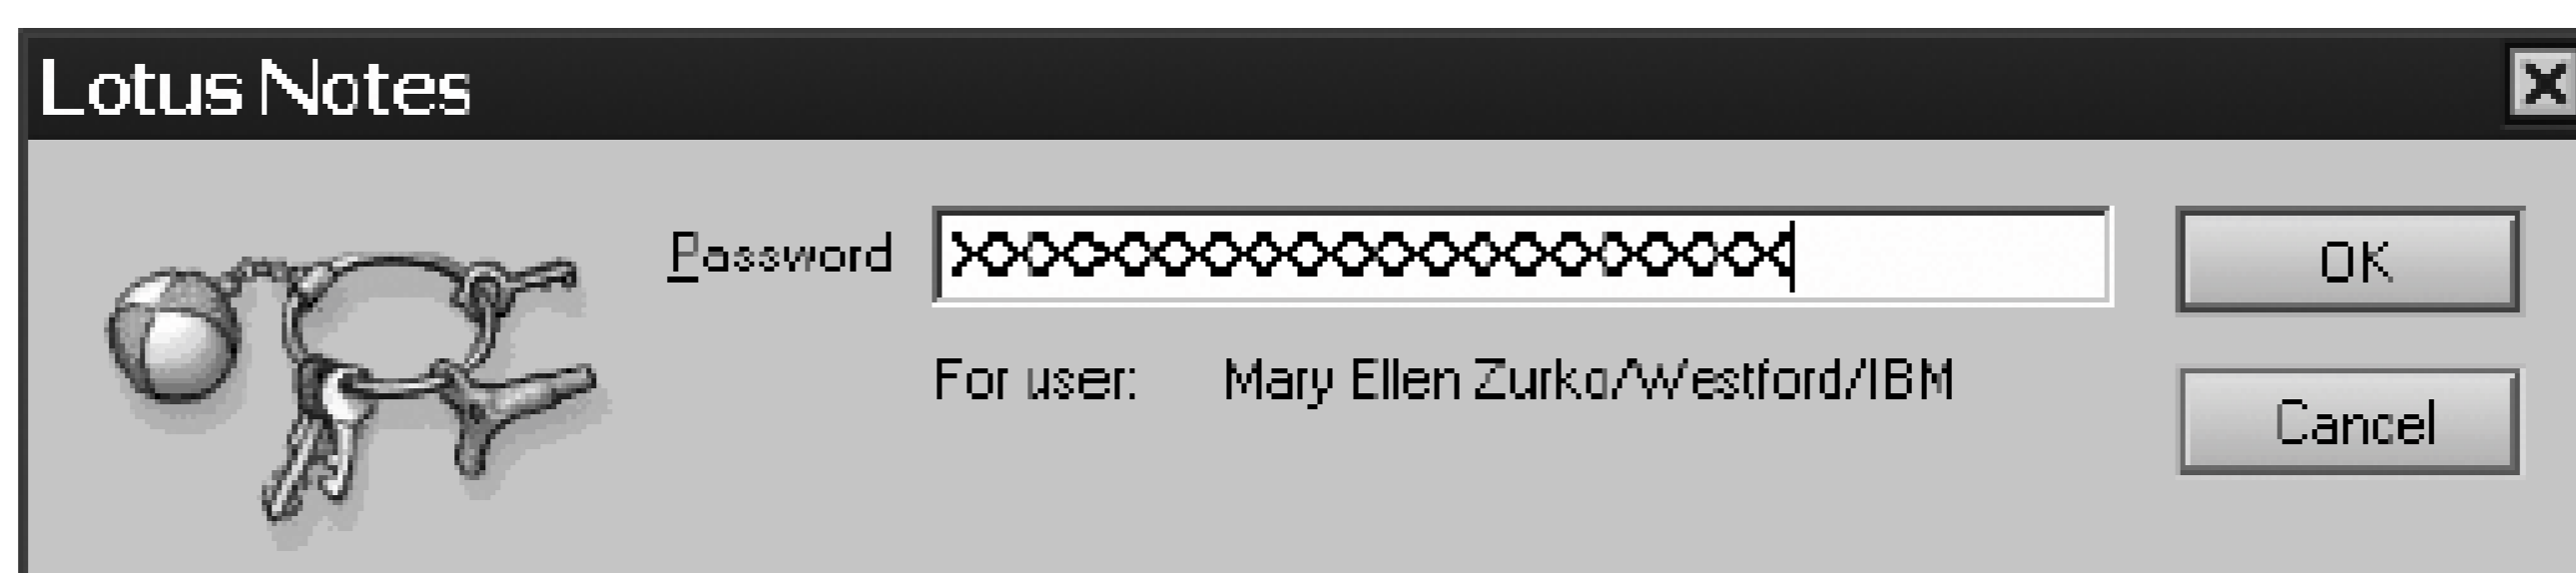 Lotus Notes
Password
OK
For user: Mary Ellen Zurko/Westford/IBM
Cancel